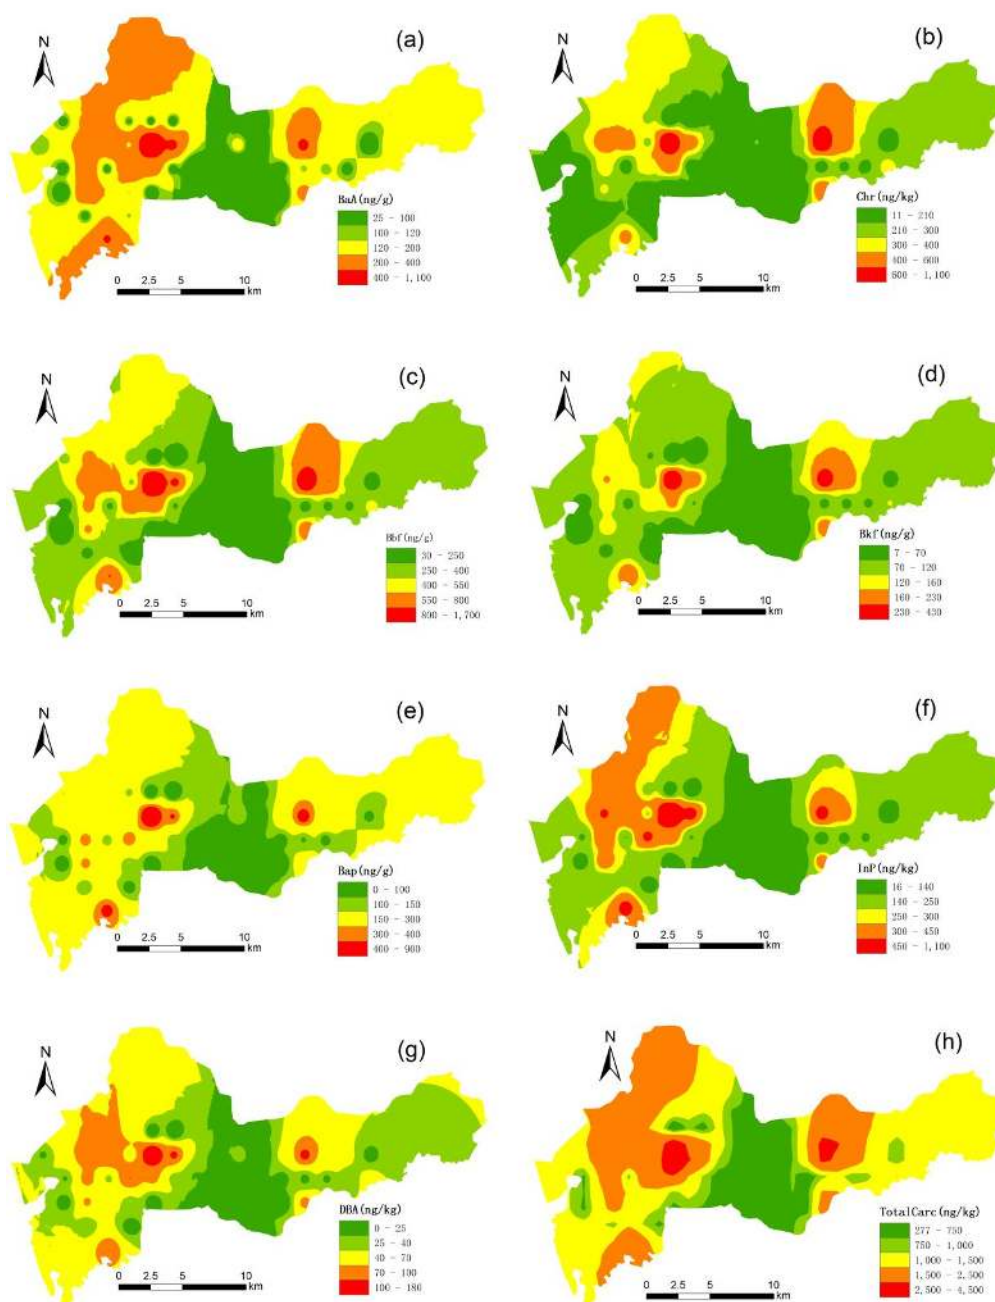 N
(a)
BaA(ng/g)
25 - 100
100 - 120
120 - 200
200 - 400
400 - 1,100
0 2.5 5 10
km
N
(b)
Chr(ng/kg)
11 - 210
210 - 300
300 - 400
400 - 600
600 - 1,100
0 2.5 5 10
km
N
(c)
Bbf(ng/g)
30 - 250
250 - 400
400 - 550
550 - 800
800 - 1,700
0 2.5 5 10
km
N
(d)
Bkf(ng/g)
7 - 70
70 - 120
120 - 160
160 - 230
230 - 430
0 2.5 5 10
km
N
(e)
Bap(ng/g)
0 - 100
100 - 150
150 - 300
300 - 400
400 - 900
0 2.5 5 10
km
N
(f)
InP(ng/kg)
16 - 140
140 - 250
250 - 300
300 - 450
450 - 1,100
0 2.5 5 10
km
N
(g)
DBA(ng/kg)
0 - 25
25 - 40
40 - 70
70 - 100
100 - 180
0 2.5 5 10
km
N
(h)
TotalCarc(ng/kg)
277 - 750
750 - 1,000
1,000 - 1,500
1,500 - 2,500
2,500 - 4,500
0 2.5 5 10
km